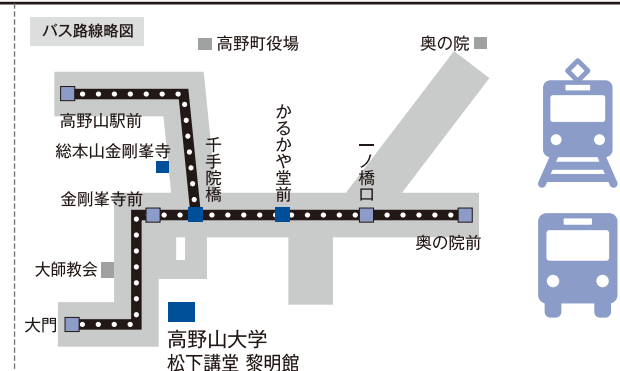 バス路線略図
高野町役場
奥の院
高野山駅前
総本山金剛峯寺
千手院橋
かるかや堂前
一ノ橋口
金剛峯寺前
奥の院前
大師教会
大門
高野山大学
松下講堂 黎明館